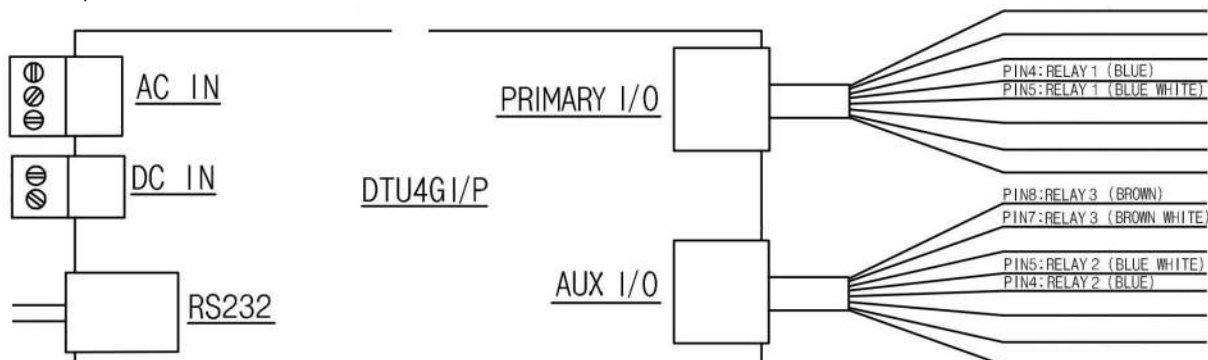 AC IN
DC IN
RS232
DTU4GI/P
PRIMARY I/O
PIN4:RELAY 1 (BLUE)
PIN5:RELAY 1 (BLUE WHITE)
AUX I/O
PIN8:RELAY 3 (BROWN)
PIN7:RELAY 3 (BROWN WHITE)
PIN5:RELAY 2 (BLUE WHITE)
PIN4:RELAY 2 (BLUE)